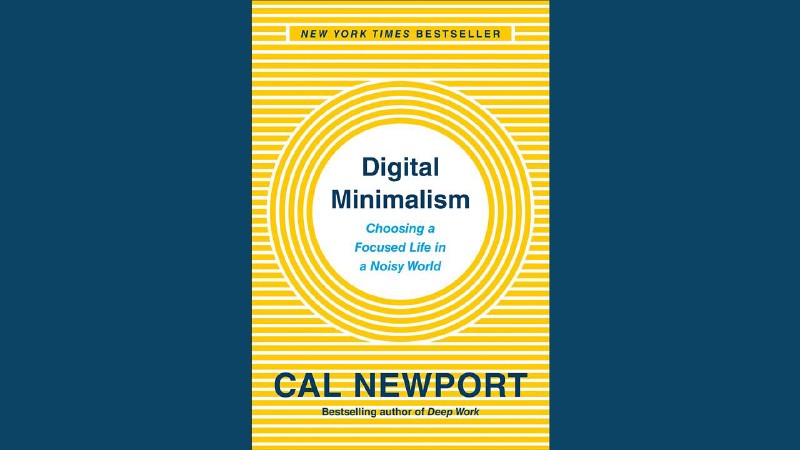 NEW YORK TIMES BESTSELLER
Digital
Minimalism
Choosing a
Focused Life in
a Noisy World
CAL NEWPORT
Bestselling author of Deep Work